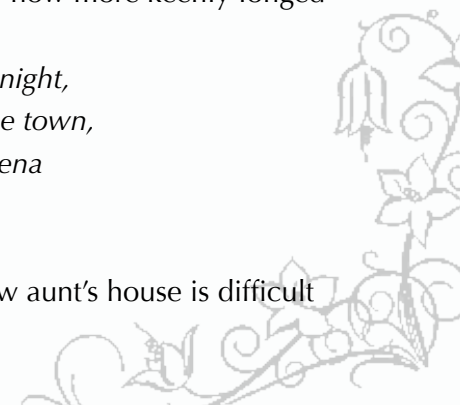 now more keenly longed
night,
e town,
ena
w aunt's house is difficult